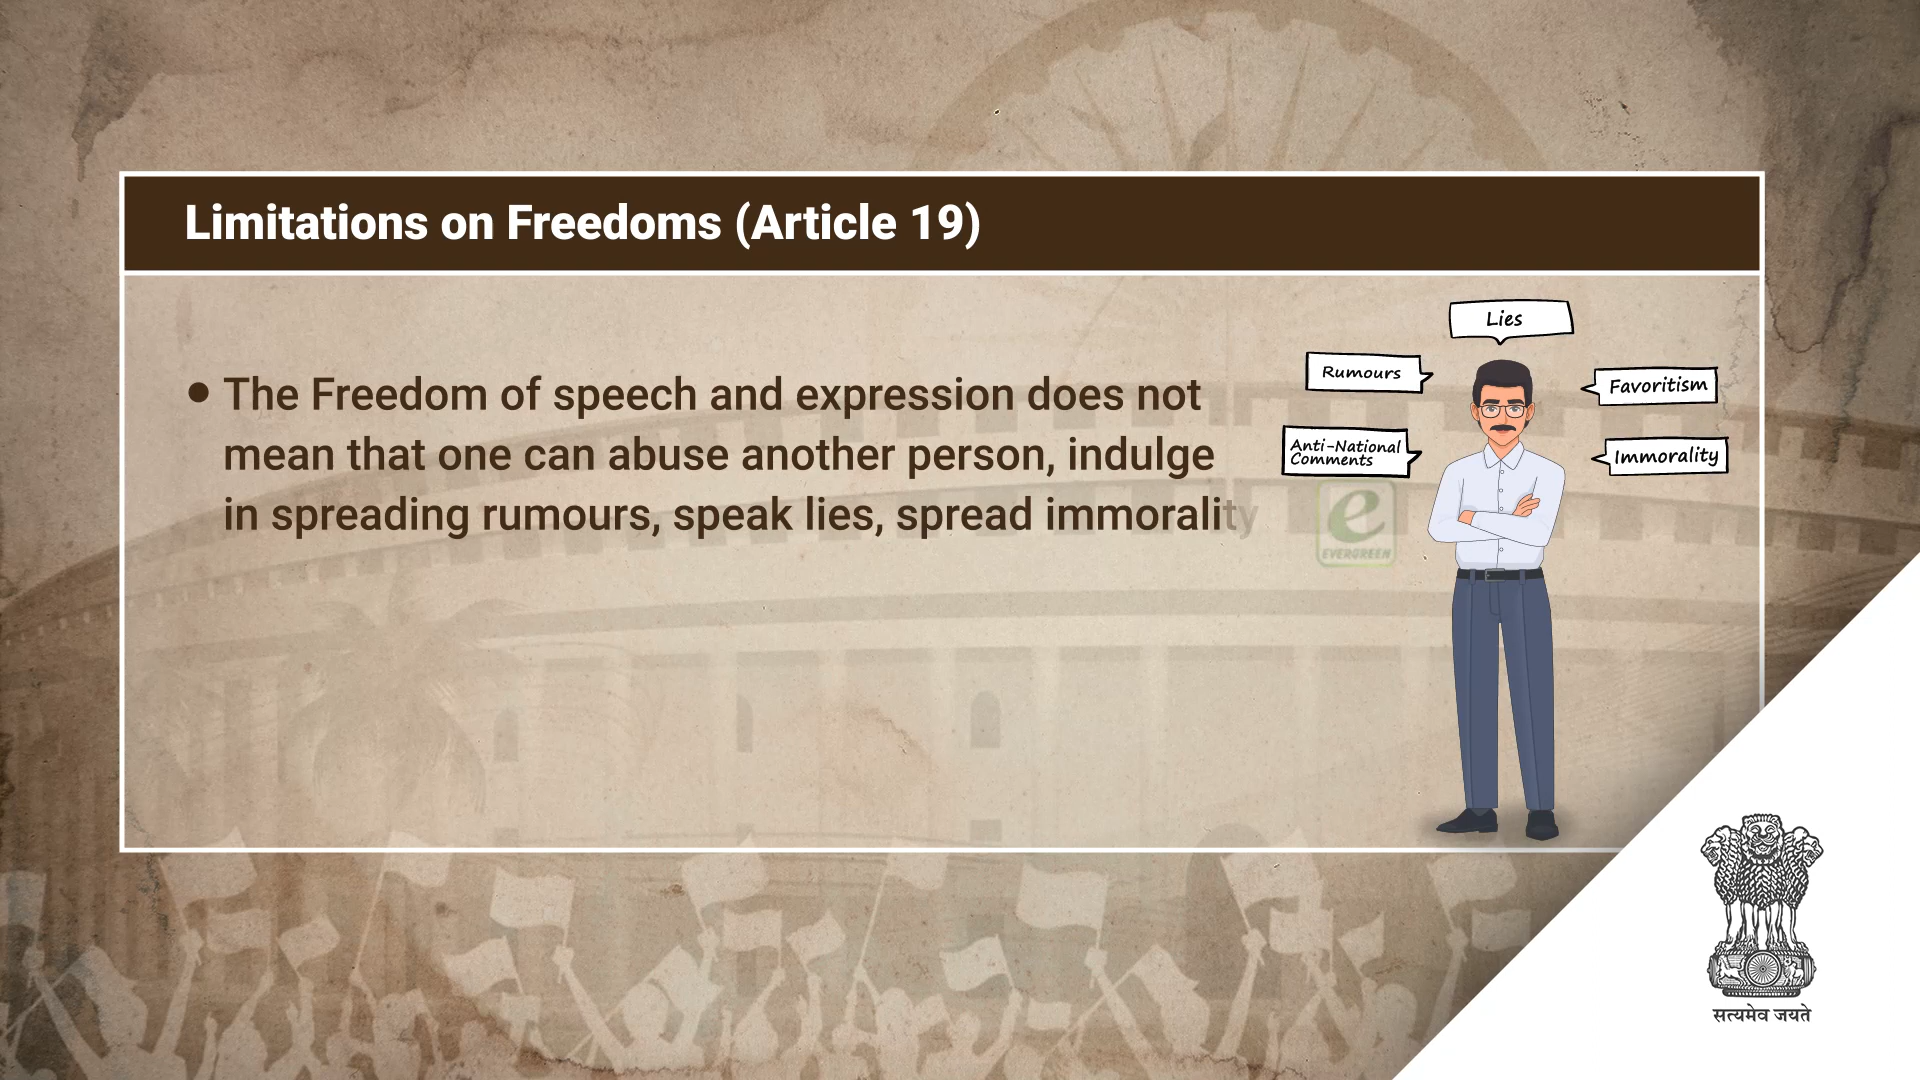 Limitations on Freedoms (Article 19)
• The Freedom of speech and expression does not
mean that one can abuse another person, indulge
in spreading rumours, speak lies, spread immorality
Lies
Rumours
Favoritism
Anti-National
Comments
Immorality
e
EVERGREEN
सत्यमेव जयते